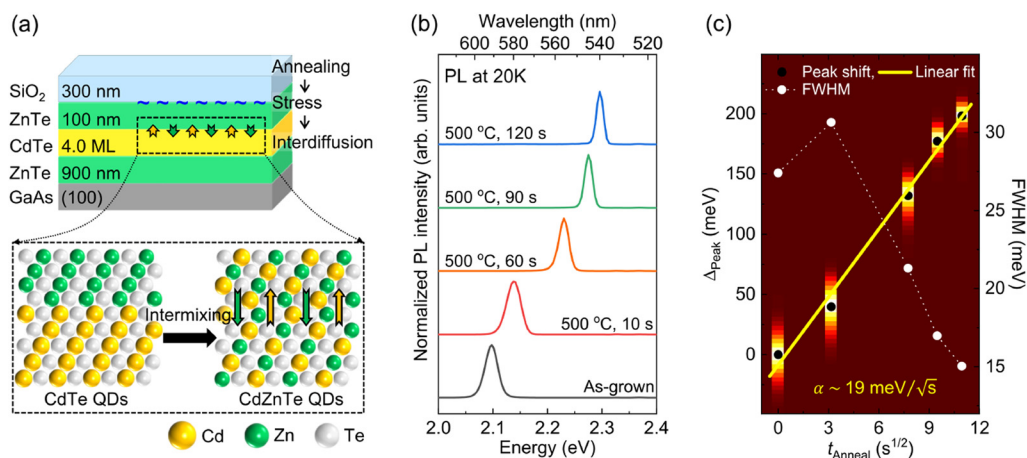 (a)
Annealing
SiO2 300 nm
Stress
ZnTe 100 nm
Interdiffusion
CdTe 4.0 ML
ZnTe 900 nm
GaAs (100)
Intermixing
CdTe QDs
CdZnTe QDs
Cd
Zn
Te
(b)
Wavelength (nm)
600 580 560 540 520
PL at 20K
500 °C, 120 s
500 °C, 90 s
500 °C, 60 s
500 °C, 10 s
As-grown
Normalized PL intensity (arb. units)
2.0 2.1 2.2 2.3 2.4
Energy (eV)
(c)
Peak shift, Linear fit
FWHM
200
150
100
50
0
ΔPeak (meV)
30
25
20
15
FWHM (meV)
α ~ 19 meV/√s
0 3 6 9 12
tAnneal (s1/2)